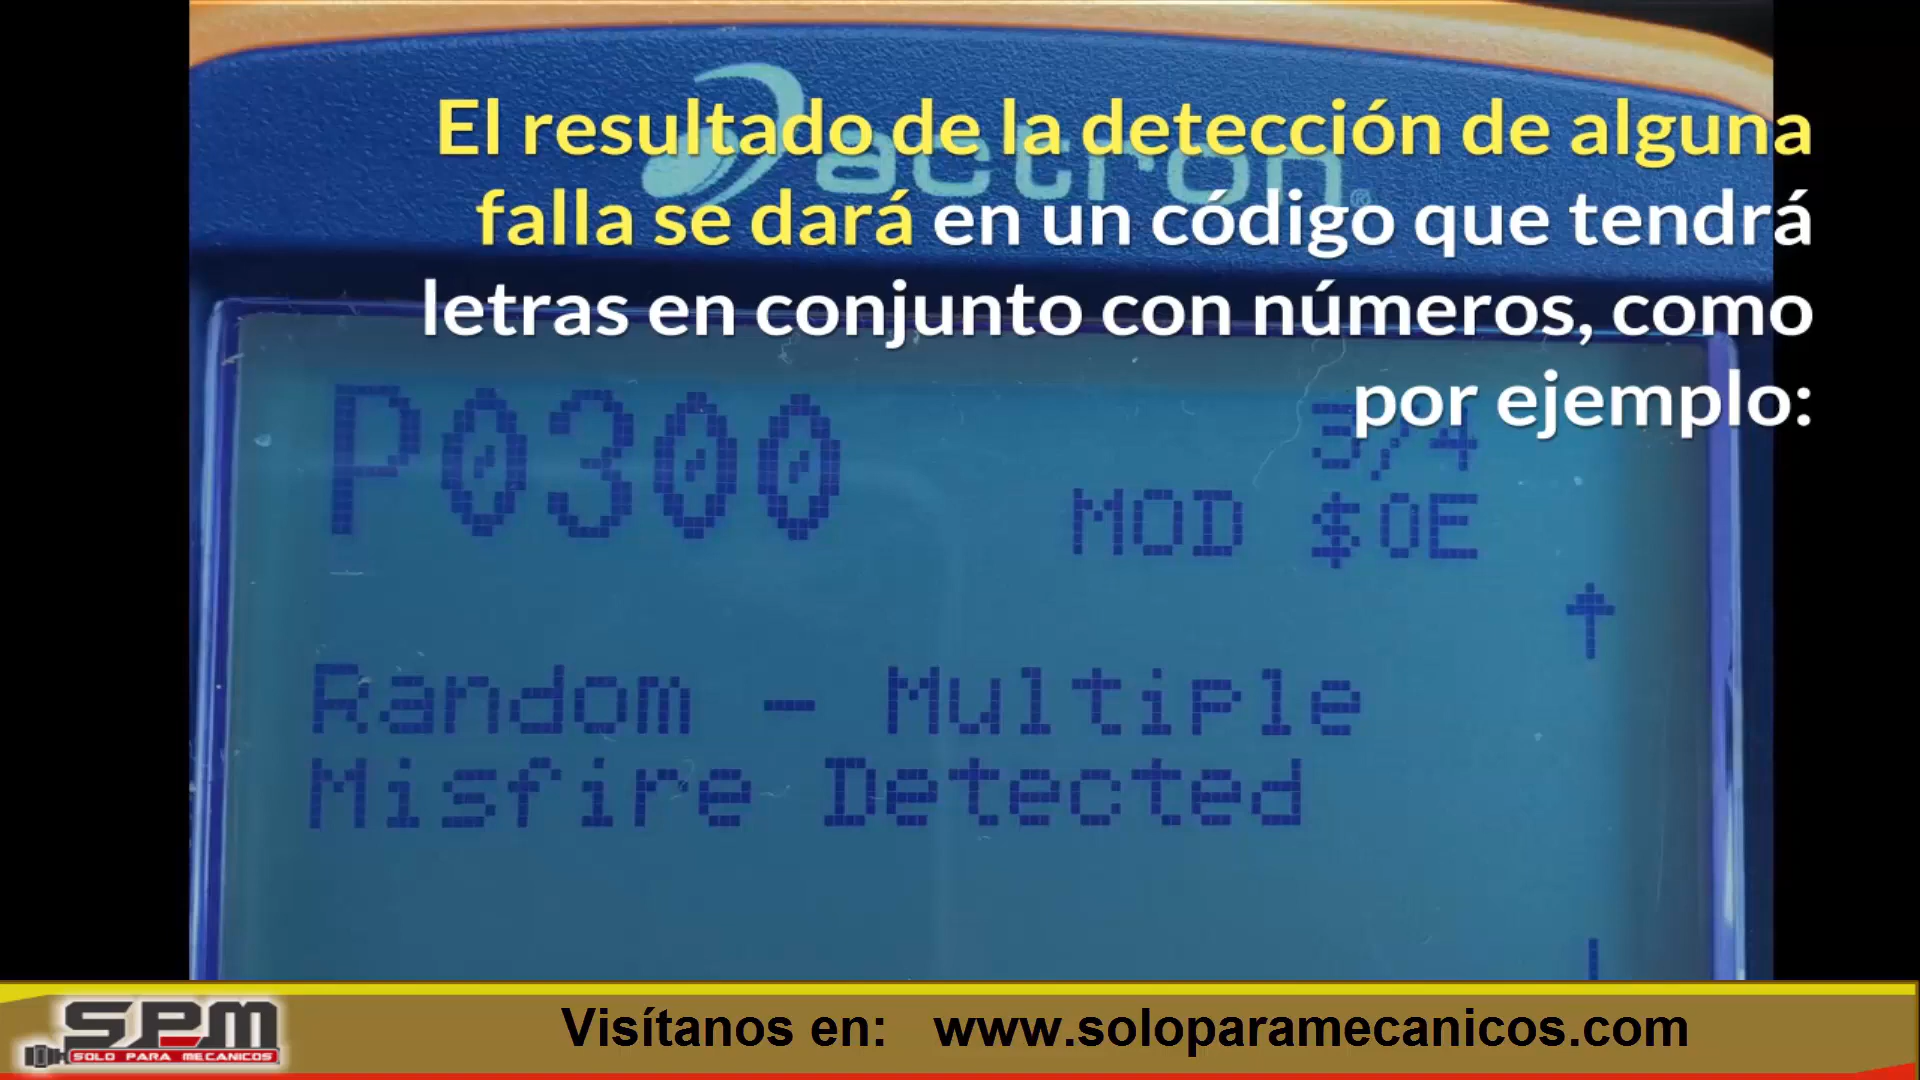 El resultado de la detección de alguna
falla se dará en un código que tendrá
letras en conjunto con números, como
por ejemplo:
actron®
P0300
3/4
MOD $0E
Random - Multiple
Misfire Detected
SPM
SOLO PARA MECANICOS
Visítanos en: www.soloparamecanicos.com